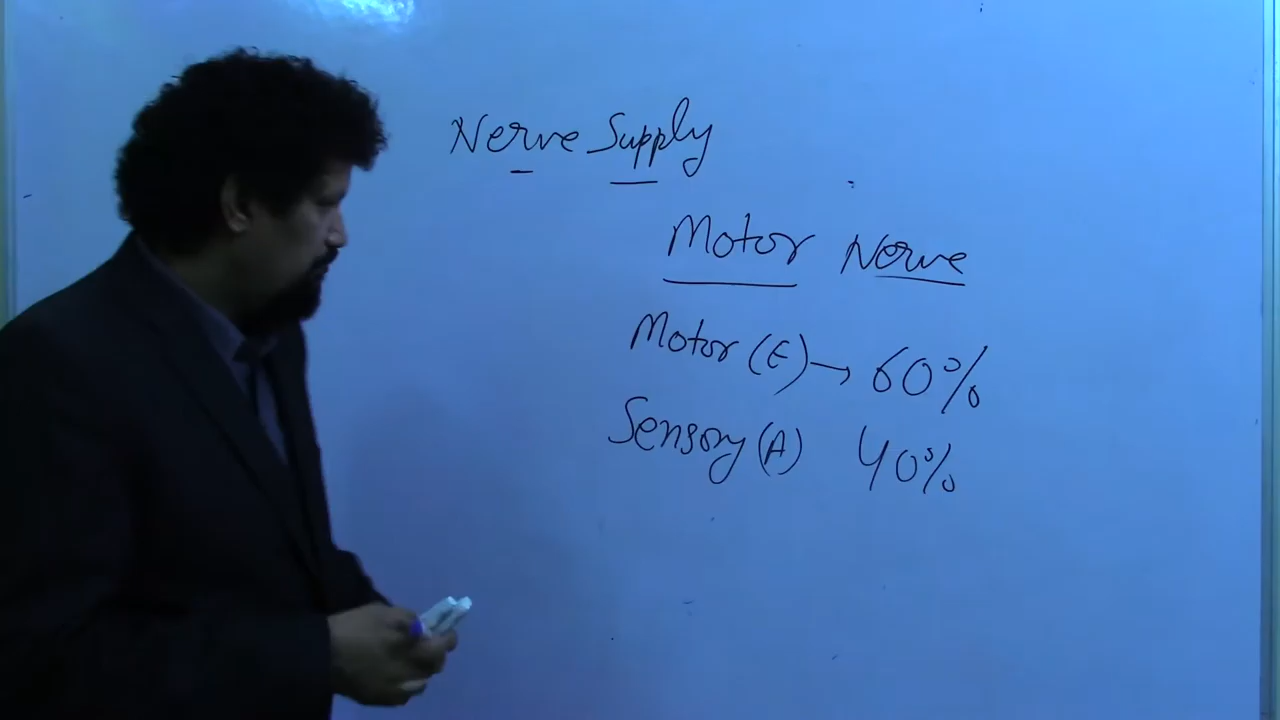 Nerve Supply
Motor Nerve
Motor (E) → 60%
Sensory (A) 40%